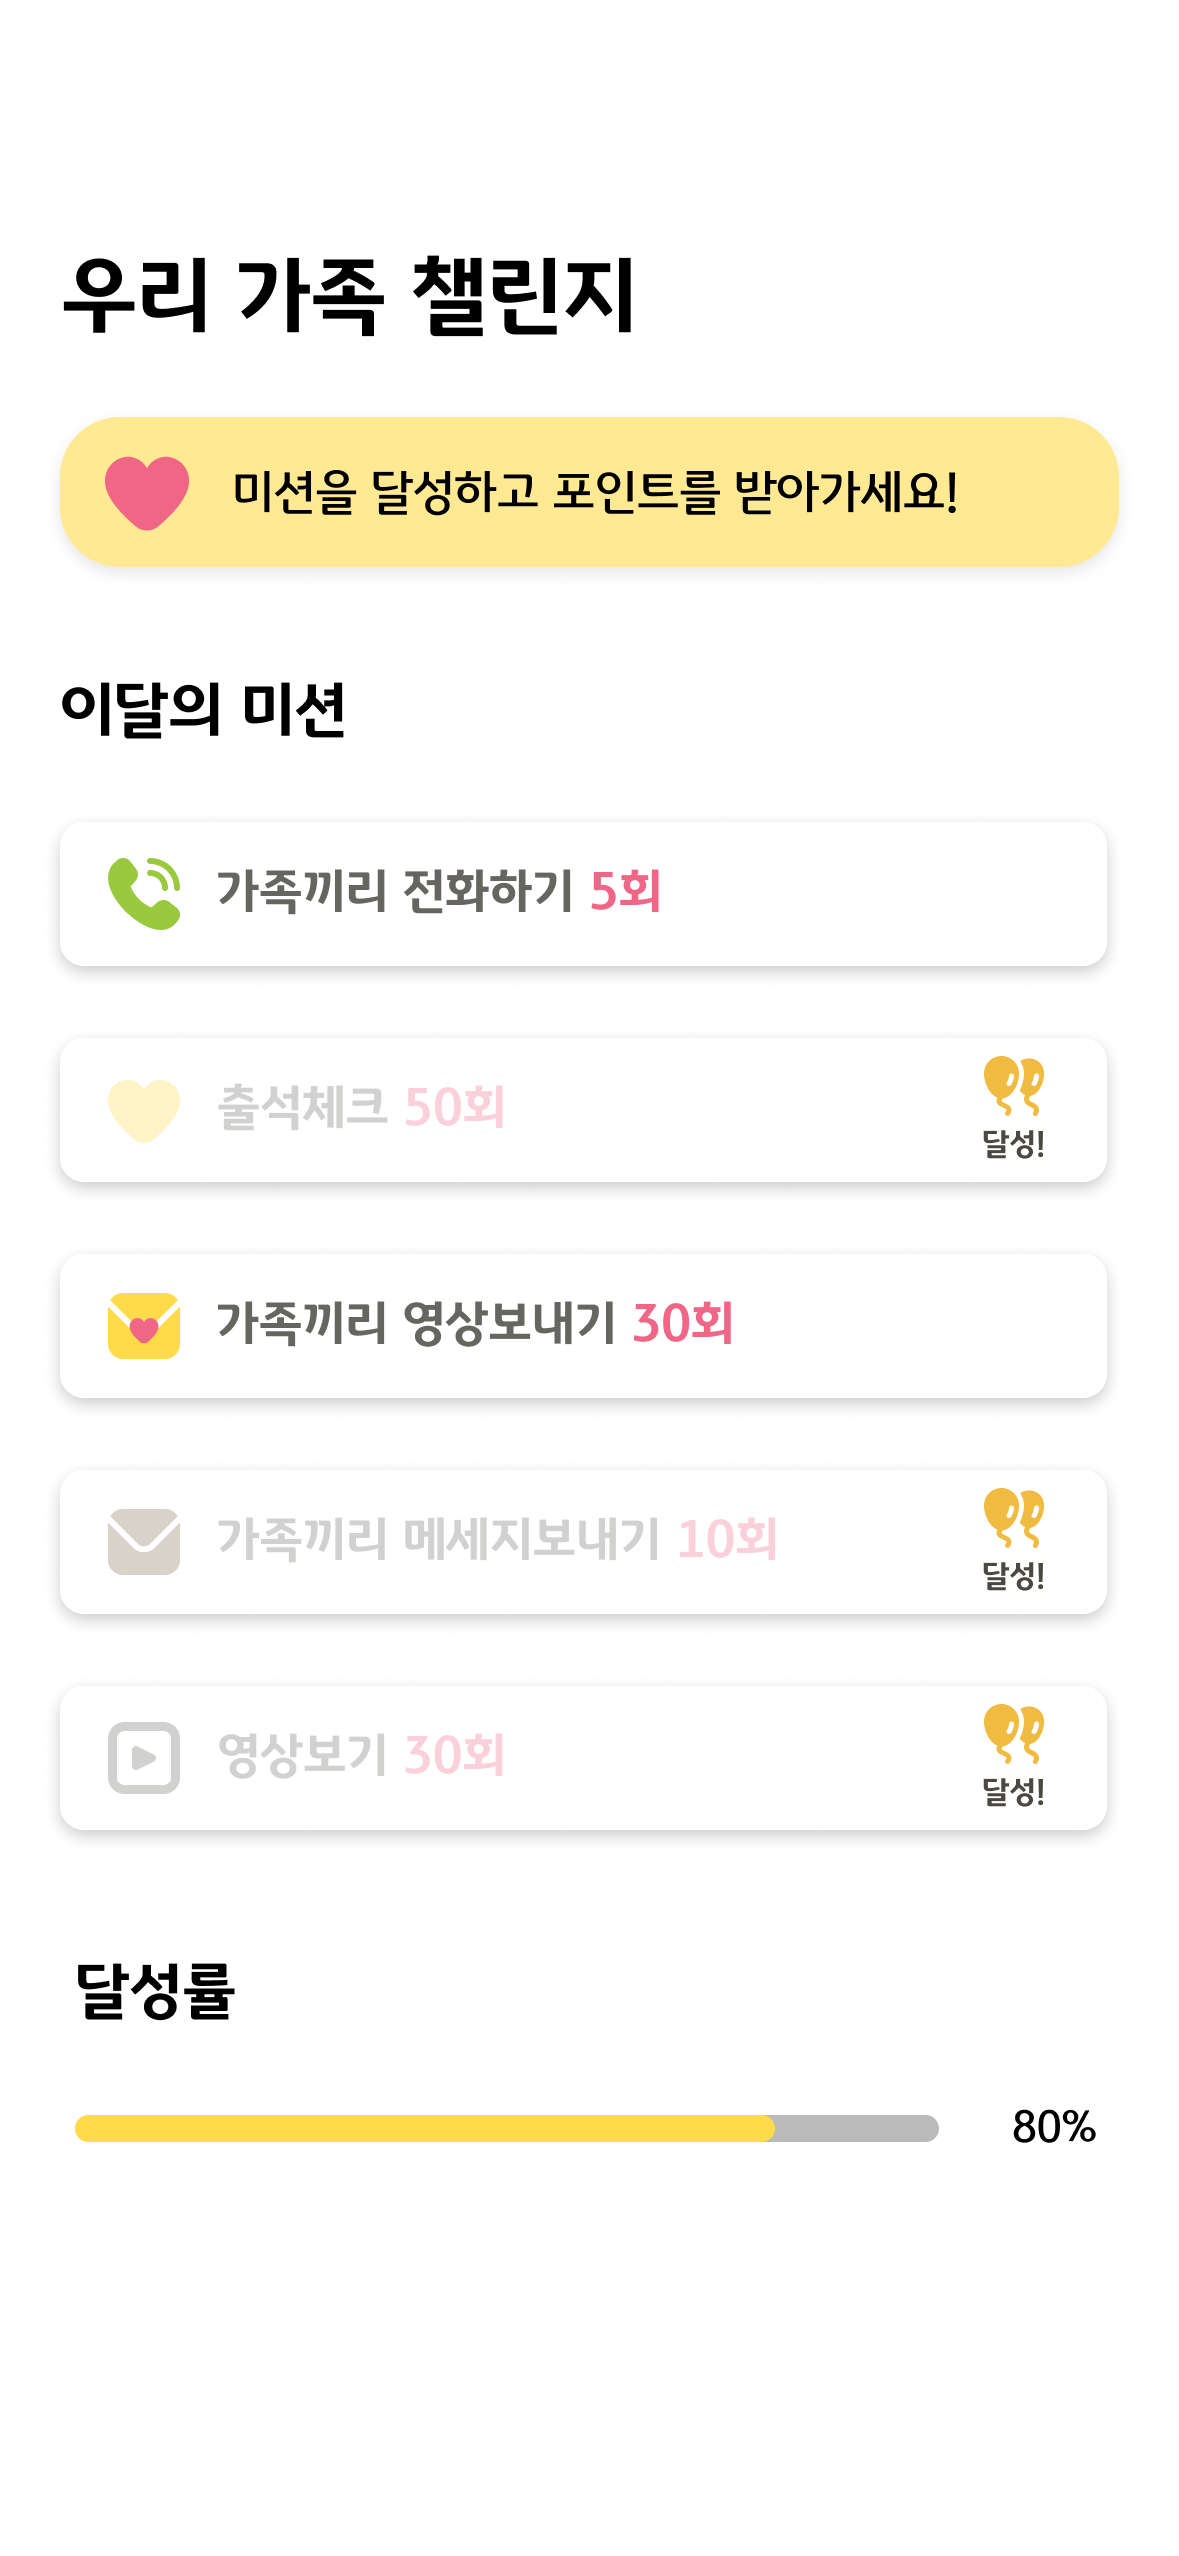 우리 가족 챌린지
미션을 달성하고 포인트를 받아가세요!
이달의 미션
가족끼리 전화하기 5회
출석체크 50회
달성!
가족끼리 영상보내기 30회
가족끼리 메세지보내기 10회
달성!
영상보기 30회
달성!
달성률
80%